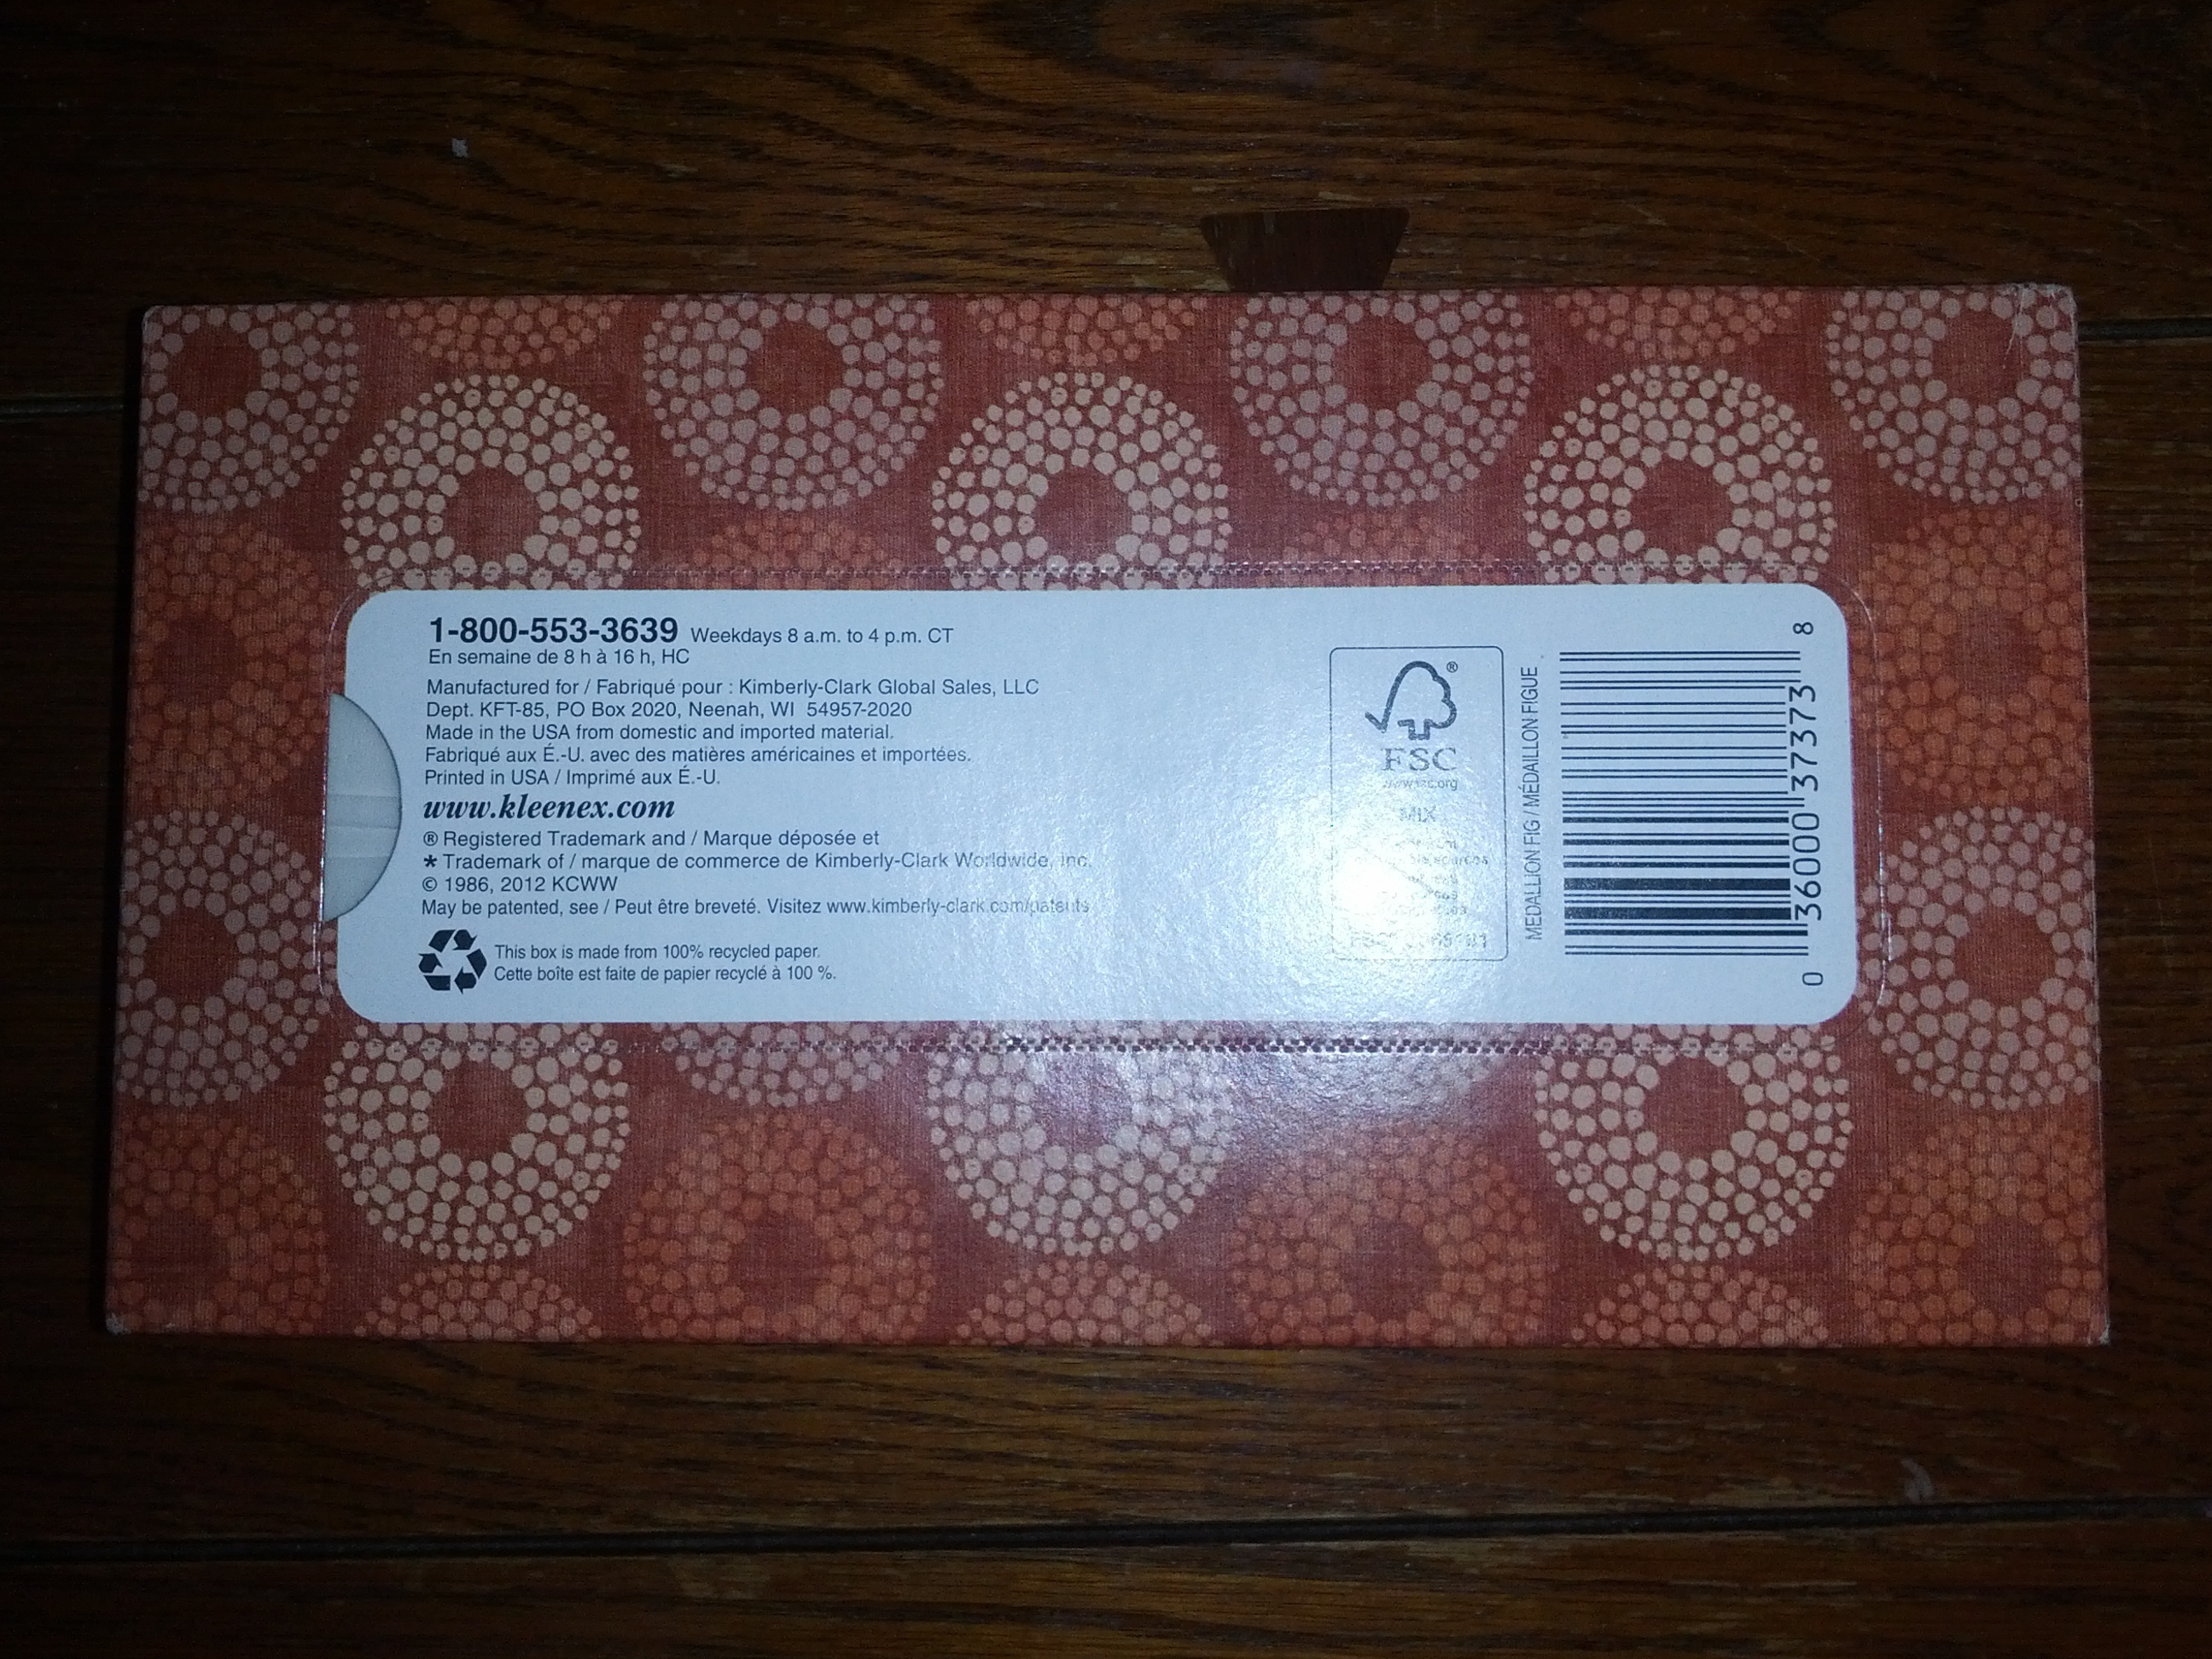 1-800-553-3639 Weekdays 8 a.m. to 4 p.m. CT
En semaine de 8 h à 16 h, HC
Manufactured for / Fabriqué pour : Kimberly-Clark Global Sales, LLC
Dept. KFT-85, PO Box 2020, Neenah, WI 54957-2020
Made in the USA from domestic and imported material.
Fabriqué aux É.-U. avec des matières américaines et importées.
Printed in USA / Imprimé aux É.-U.
www.kleenex.com
® Registered Trademark and / Marque déposée et
* Trademark of / marque de commerce de Kimberly-Clark Worldwide, Inc.
© 1986, 2012 KCWW
May be patented, see / Peut être breveté. Visitez www.kimberly-clark.com/patents
This box is made from 100% recycled paper.
Cette boîte est faite de papier recyclé à 100 %.
®
FSC
www.fsc.org
MIX
MEDALLION FIG / MÉDAILLON FIGUE
0 36000 37373 8